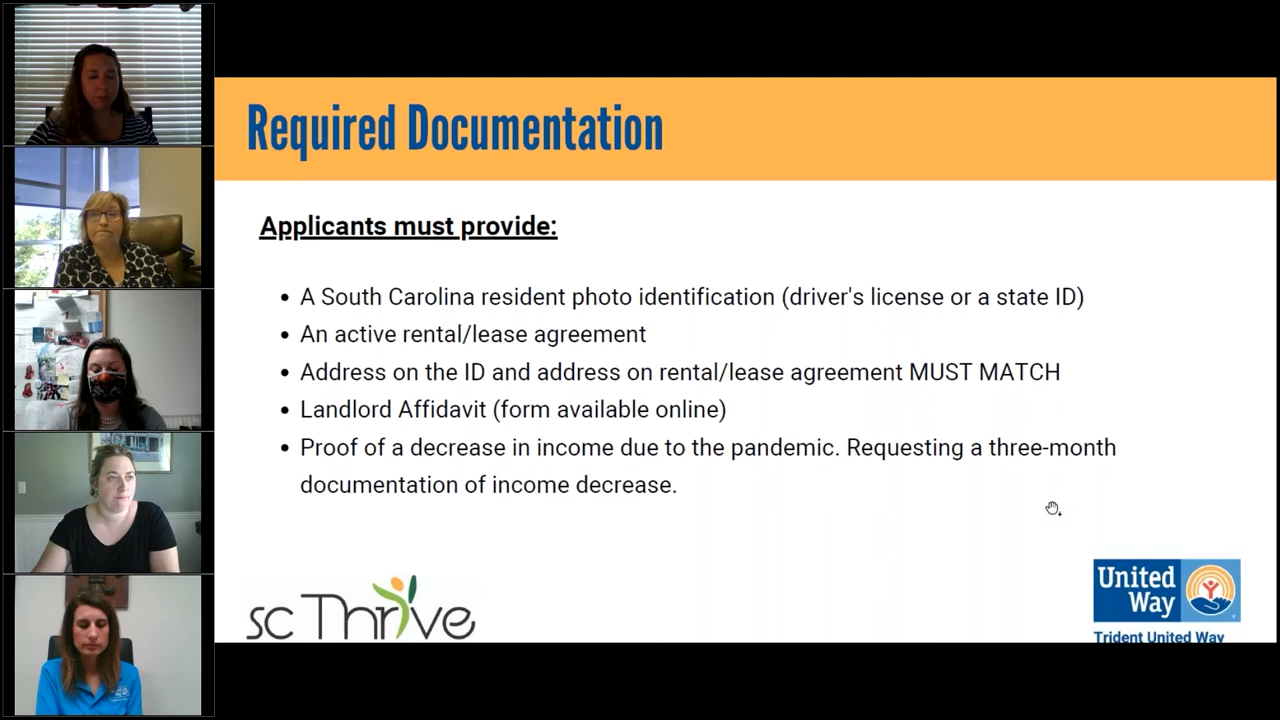 Required Documentation
Applicants must provide:
• A South Carolina resident photo identification (driver's license or a state ID)
• An active rental/lease agreement
• Address on the ID and address on rental/lease agreement MUST MATCH
• Landlord Affidavit (form available online)
• Proof of a decrease in income due to the pandemic. Requesting a three-month
documentation of income decrease.
sc Thrive
United
Way
Trident United Way